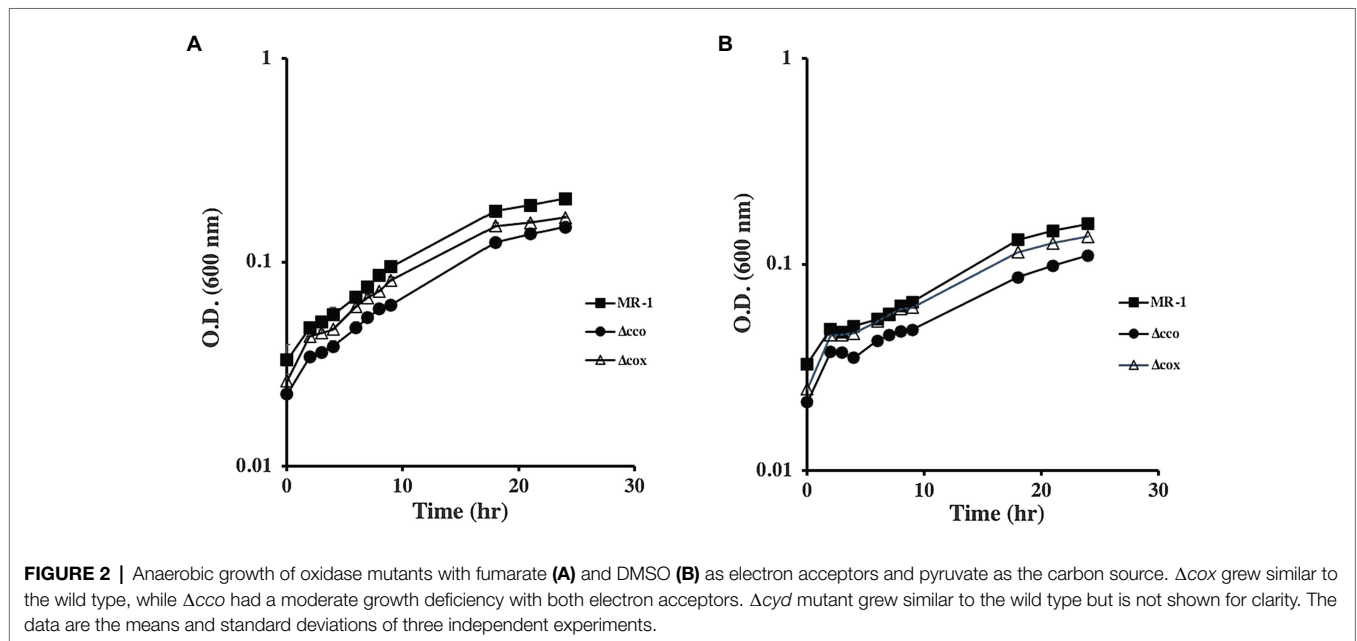 A
1
0.1
0.01
O.D. (600 nm)
0
10
20
30
Time (hr)
MR-1
Δcco
Δcox
B
1
0.1
0.01
O.D. (600 nm)
0
10
20
30
Time (hr)
MR-1
Δcco
Δcox
FIGURE 2 | Anaerobic growth of oxidase mutants with fumarate (A) and DMSO (B) as electron acceptors and pyruvate as the carbon source. Δcox grew similar to
the wild type, while Δcco had a moderate growth deficiency with both electron acceptors. Δcyd mutant grew similar to the wild type but is not shown for clarity. The
data are the means and standard deviations of three independent experiments.